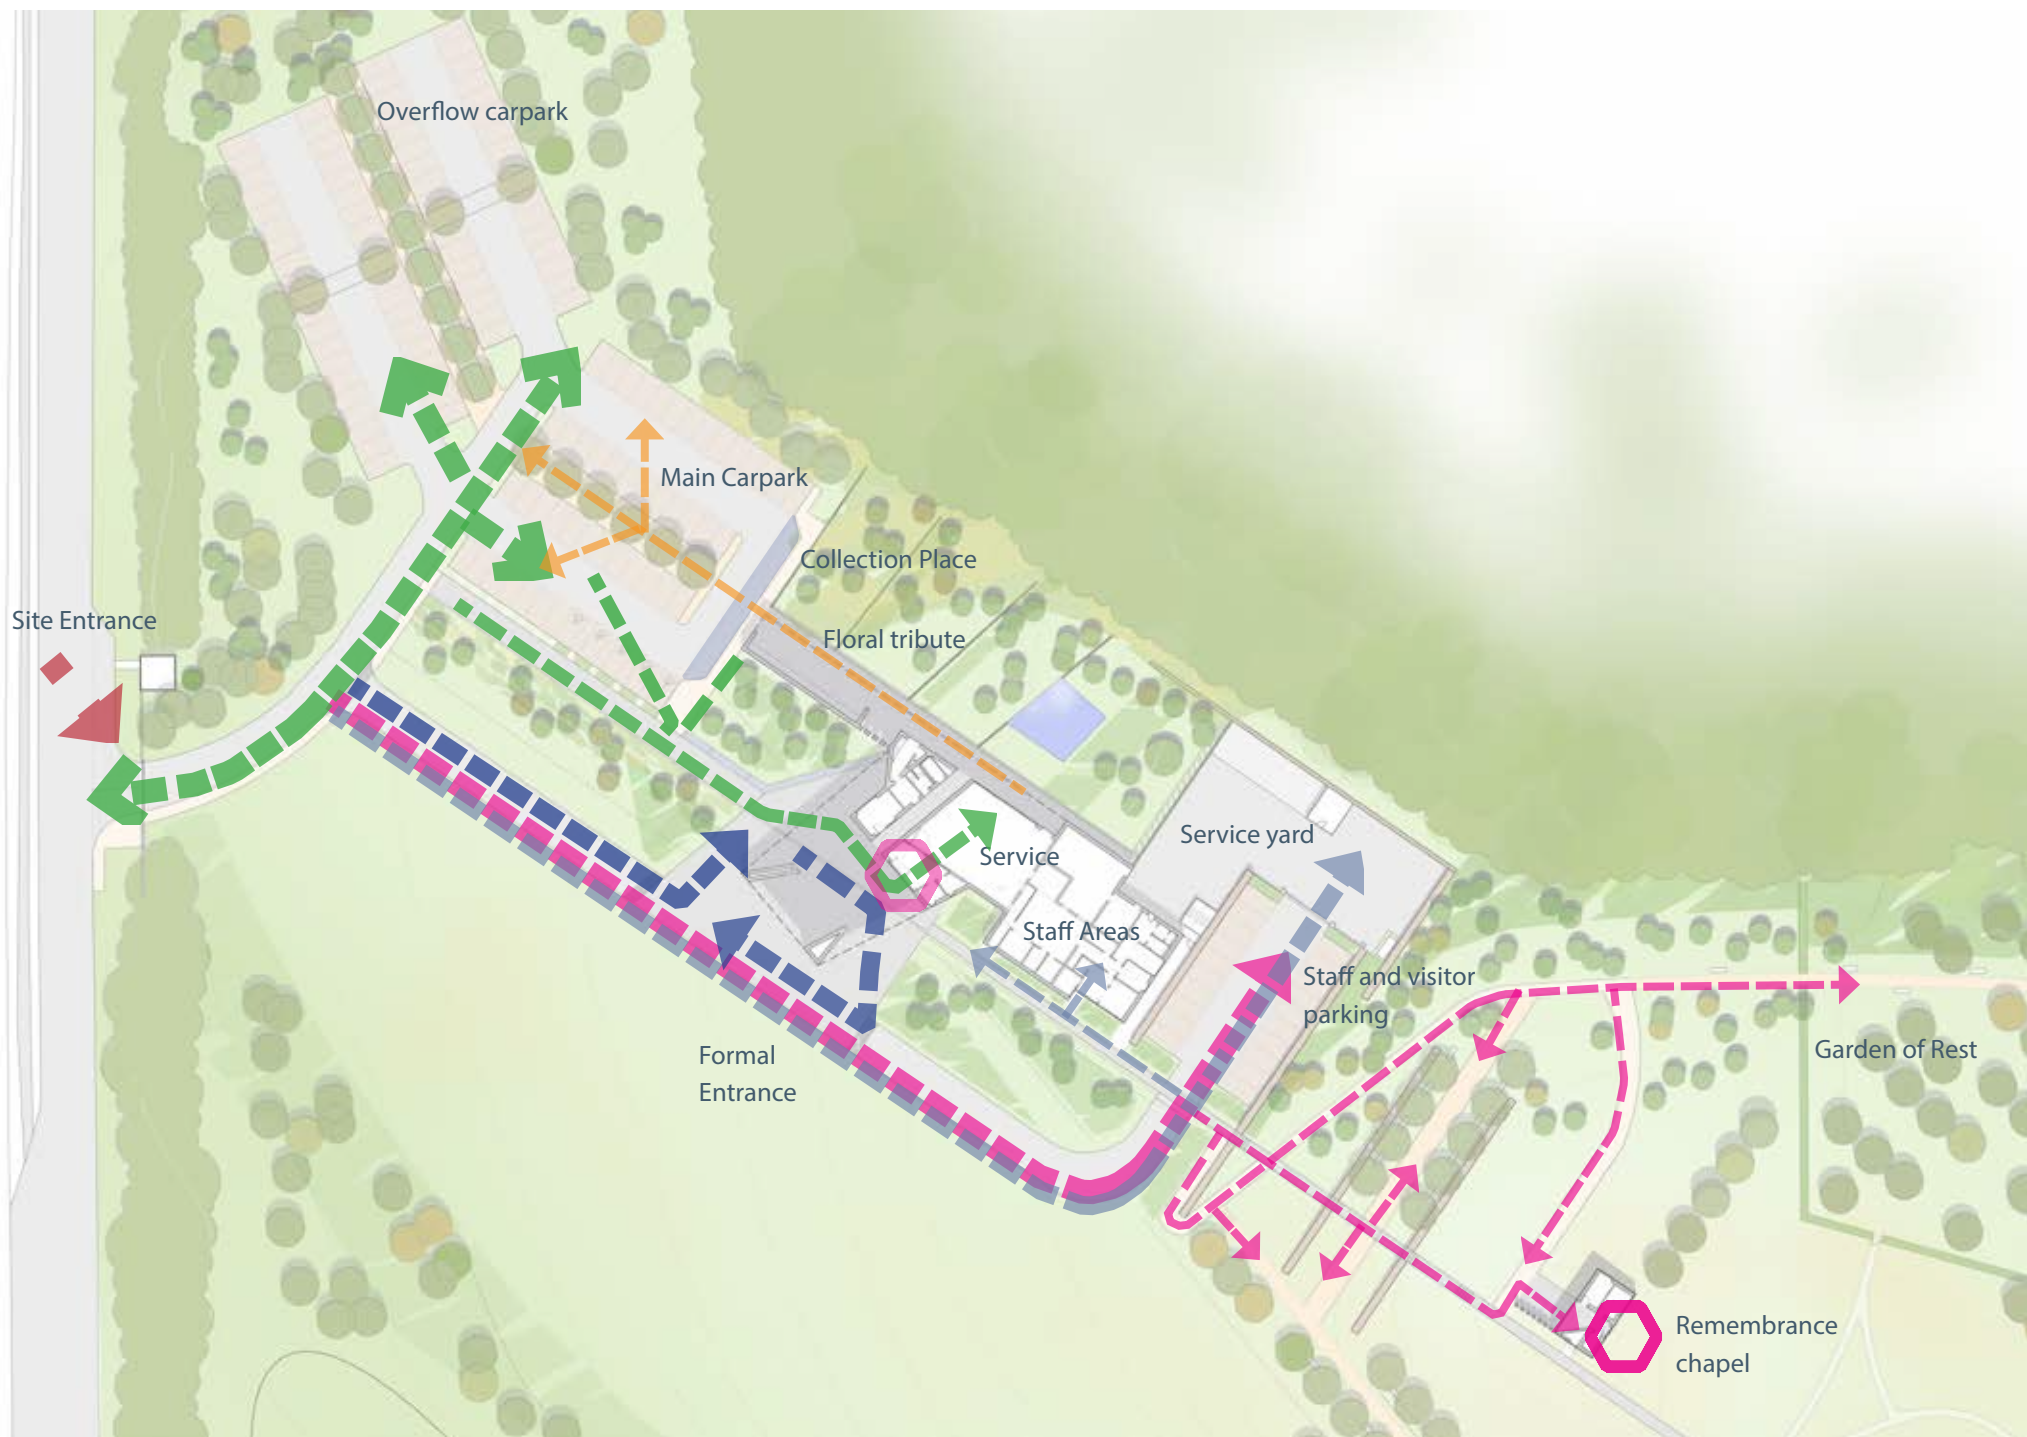 Overflow carpark
Main Carpark
Collection Place
Site Entrance
Floral tribute
Service yard
Service
Staff Areas
Staff and visitor
parking
Formal
Entrance
Garden of Rest
Remembrance
chapel